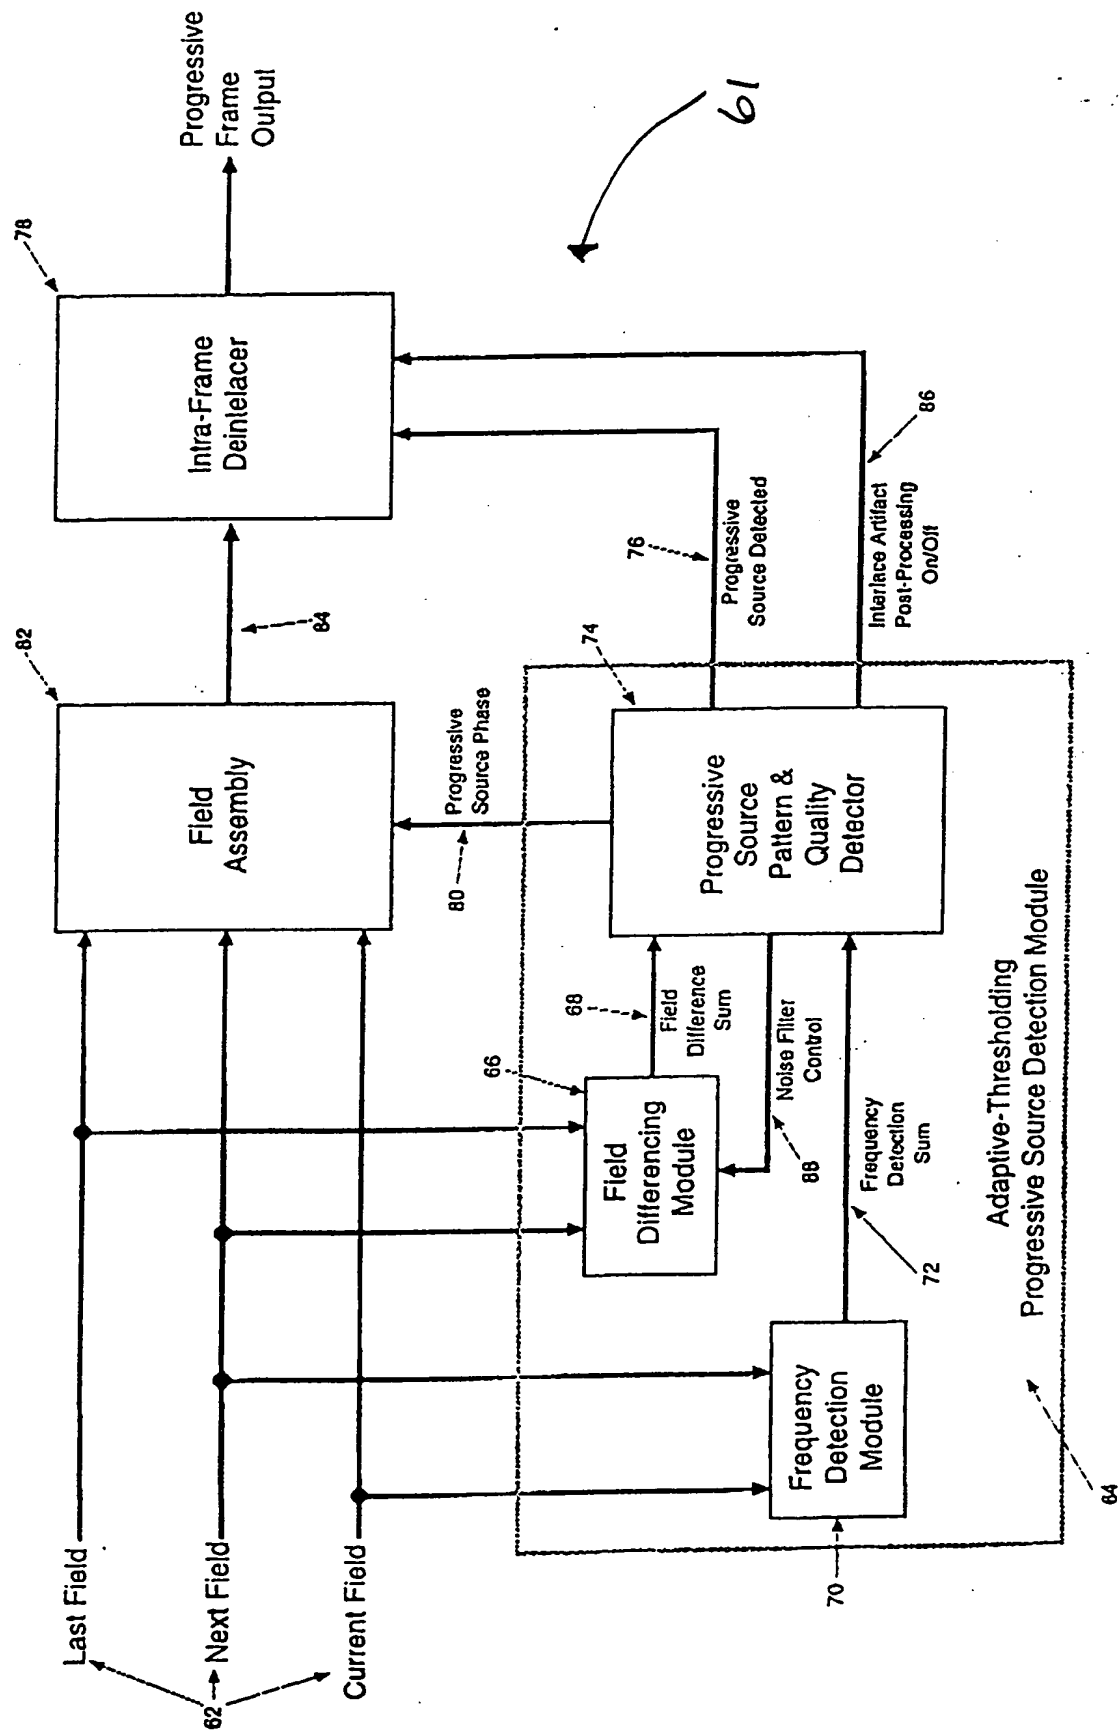 62
Last Field
Next Field
Current Field
82
Field
Assembly
84
78
Intra-Frame
Deintelacer
Progressive
Frame
Output
80
Progressive
Source Phase
66
Field
Differencing
Module
68
Field
Difference
Sum
88
Noise Filter
Control
70
Frequency
Detection
Module
72
Frequency
Detection
Sum
74
Progressive
Source
Pattern &
Quality
Detector
76
Progressive
Source Detected
86
Interlace Artifact
Post-Processing
On/Off
Adaptive-Thresholding
Progressive Source Detection Module
64
61